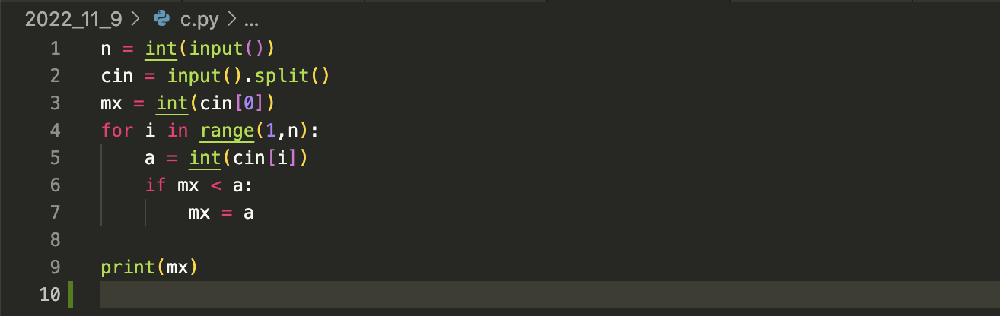 2022_11_9 > c.py > ...
1 n = int(input())
2 cin = input().split()
3 mx = int(cin[0])
4 for i in range(1,n):
5     a = int(cin[i])
6     if mx < a:
7         mx = a
8
9 print(mx)
10